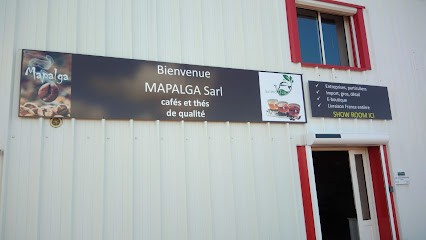 Mapalga
Bienvenue
MAPALGA Sarl
cafés et thés
de qualité
✓ Entreprises, particuliers
✓ Import, gros, détail
✓ E-boutique
✓ Livraison France entière
SHOW ROOM ICI